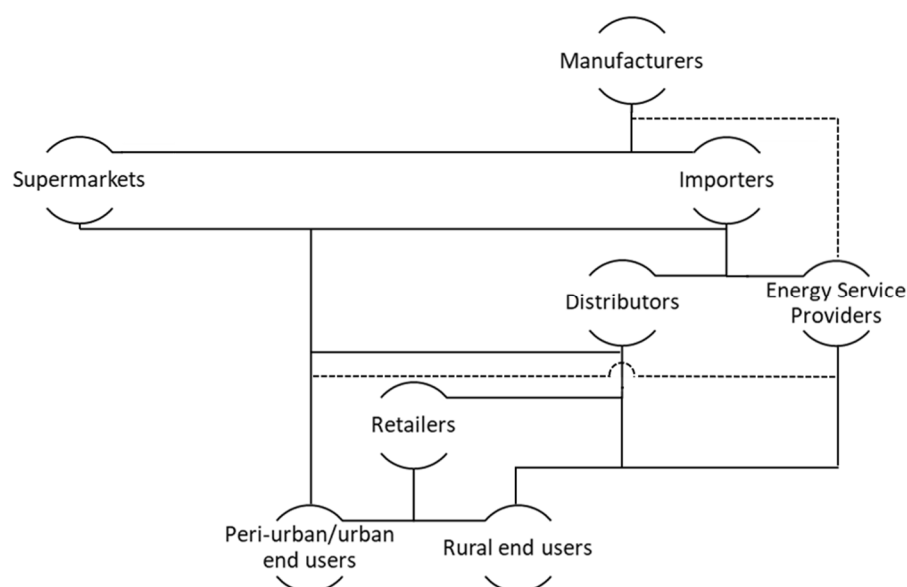 Manufacturers
Supermarkets
Importers
Distributors
Energy Service
Providers
Retailers
Peri-urban/urban
end users
Rural end users